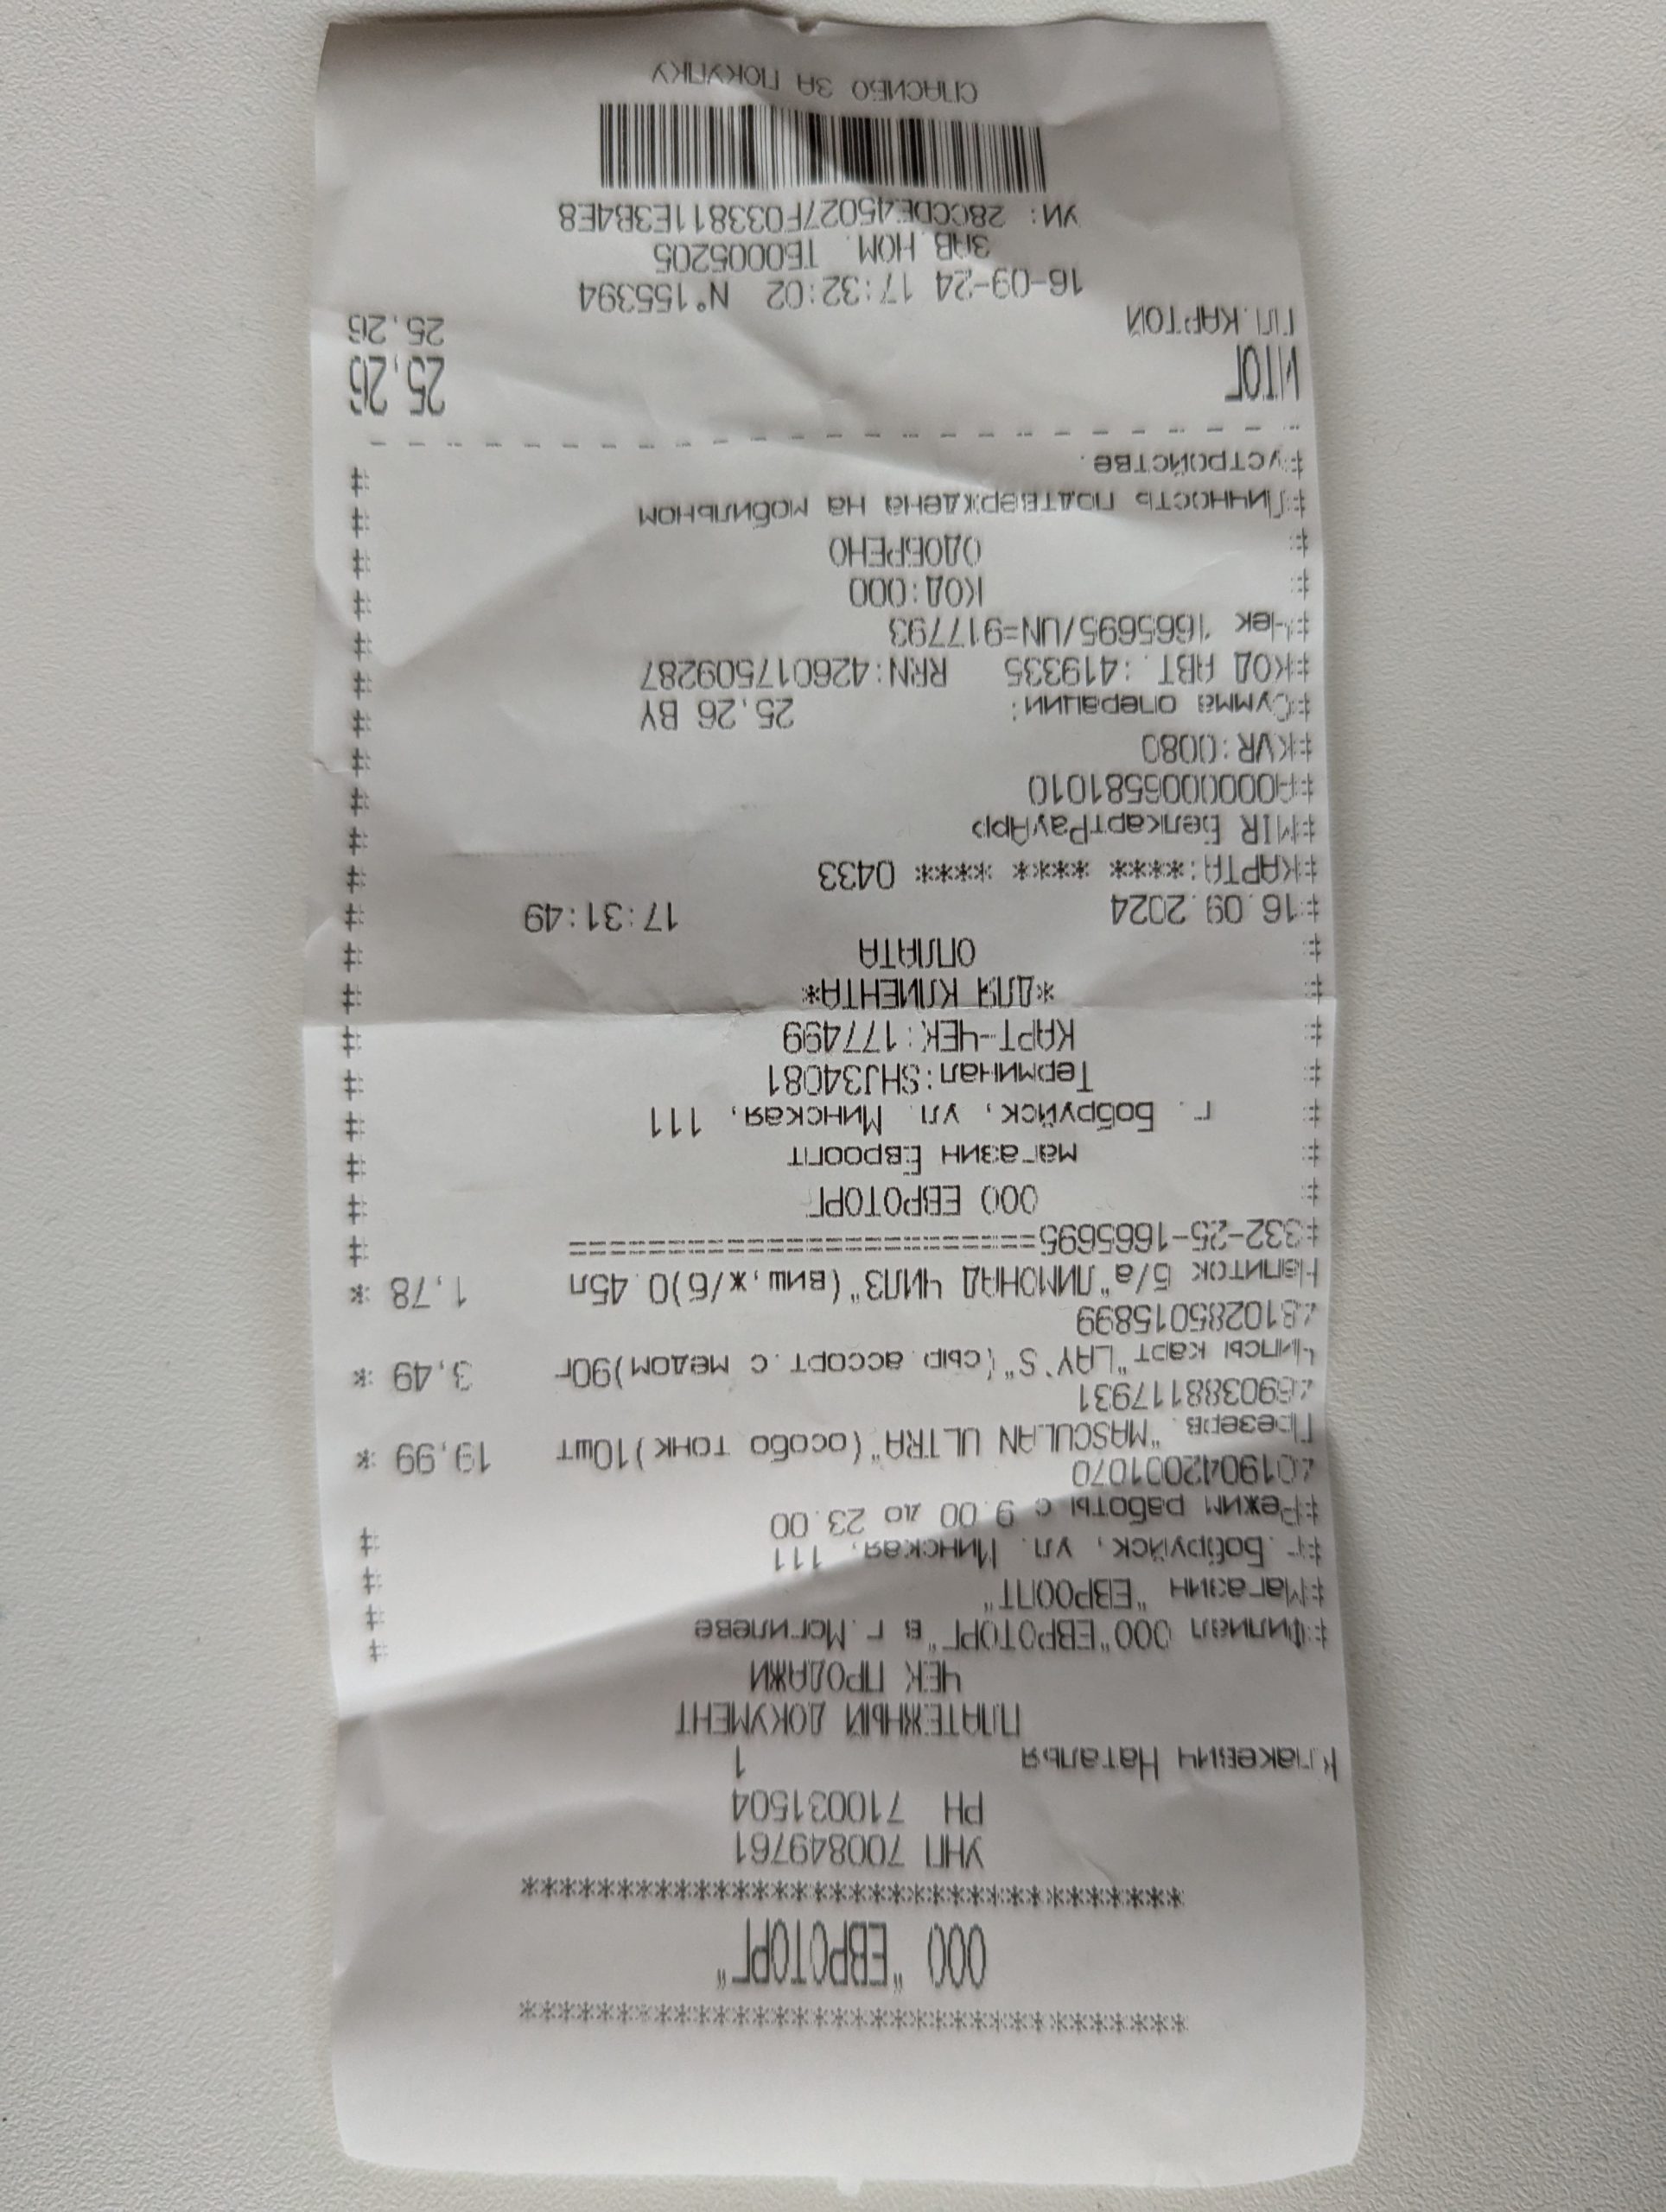 ********************************
ООО "ЕВРОТОРГ"
********************************
УНП 700849761
РН 710031504
Клакевич Наталья 1
ПЛАТЕЖНЫЙ ДОКУМЕНТ
ЧЕК ПРОДАЖИ
#Филиал ООО"ЕВРОТОРГ"в г.Могилеве #
#Магазин "ЕВРООПТ" #
#г.Бобруйск, ул. Минская, 111 #
#Режим работы с 9.00 до 23.00 #
4019042001070
Презерв."MASCULAN ULTRA"(особо тонк)10шт 19,99 *
4690388117931
Чипсы карт"LAY`S"(сыр.ассорт.с медом)90г 3,49 *
4810285015899
Напиток б/а"ЛИМОНАД ЧИЛЗ"(виш,ж/б)0.45л 1,78 *
#332-25-1665695========================= #
# ООО ЕВРОТОРГ #
# магазин Евроопт #
# г. Бобруйск, ул. Минская, 111 #
# Терминал:SHJ34081 #
# КАРТ-ЧЕК:177499 #
# *ДЛЯ КЛИЕНТА* #
# ОПЛАТА #
#16.09.2024 17:31:49 #
#КАРТА:**** **** **** 0433 #
#MIR БелкартPayApp #
#A0000006581010 #
#KVR:0080 #
#Сумма операции: 25,26 BY #
#КОД АВТ.:419335 RRN:426017509287 #
#Чек 1665695/UN=917793 #
# КОД:000 #
# ОДОБРЕНО #
#Личность подтверждена на мобильном #
#устройстве. #
ИТОГ 25,26
ПЛ.КАРТОЙ 25,26
16-09-24 17:32:02 N°155394
ЗАВ.НОМ. ТБ0005205
УИ: 28CCDE45027F033811E3B4E8
СПАСИБО ЗА ПОКУПКУ